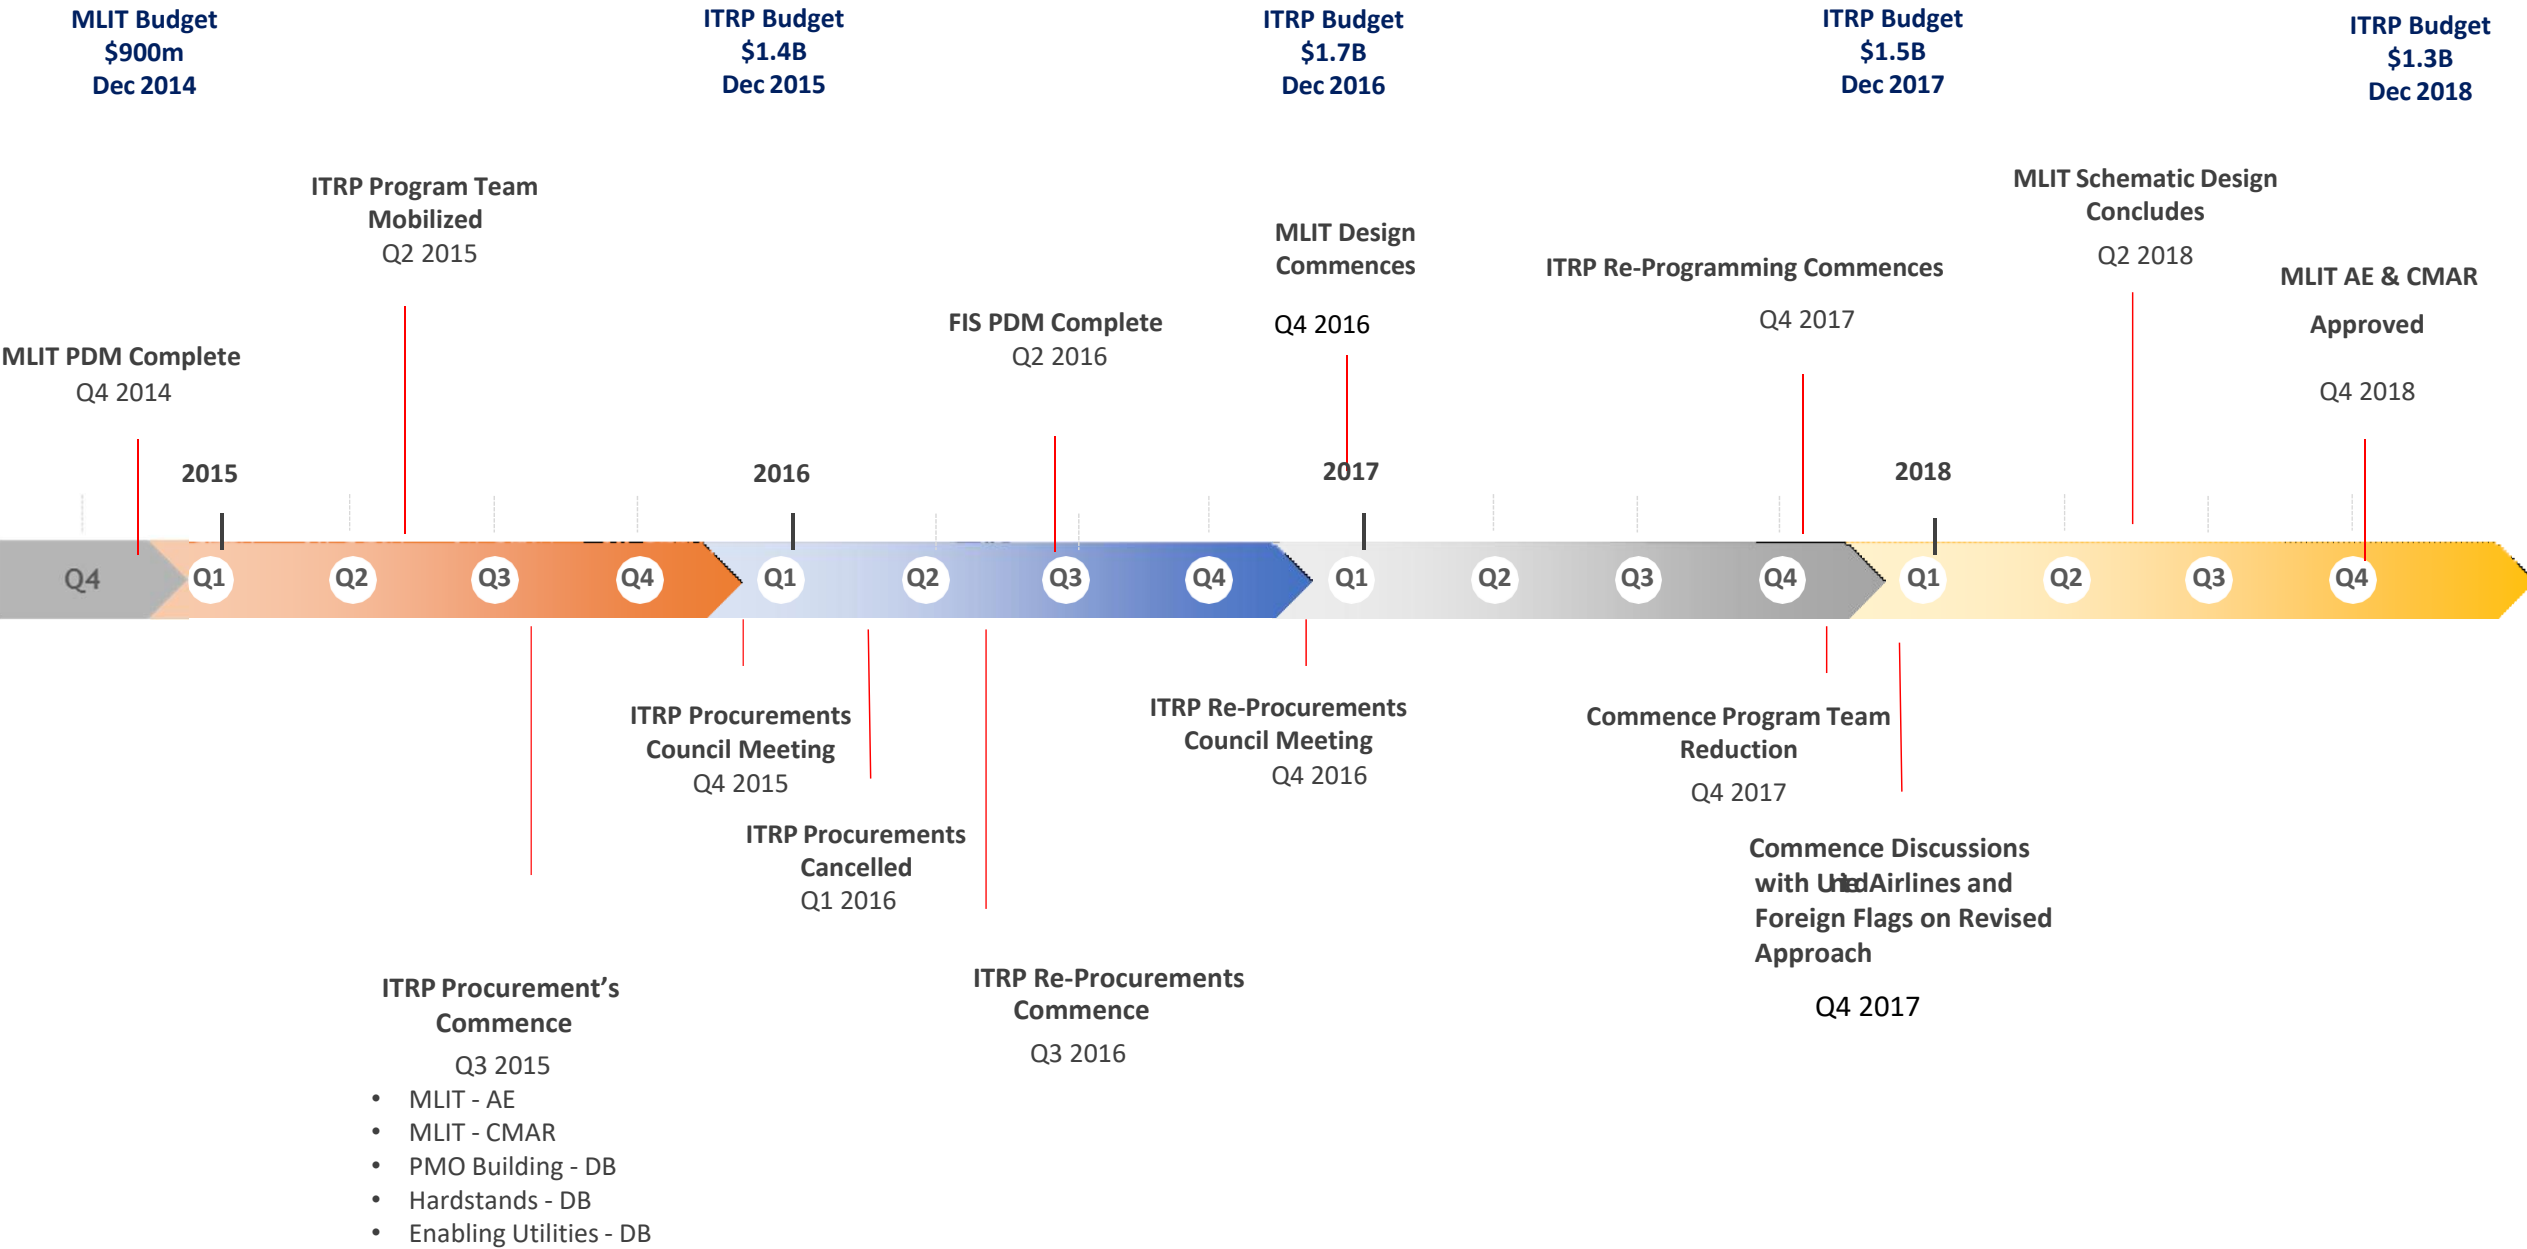 MLIT Budget
$900m
Dec 2014
ITRP Budget
$1.4B
Dec 2015
ITRP Budget
$1.7B
Dec 2016
ITRP Budget
$1.5B
Dec 2017
ITRP Budget
$1.3B
Dec 2018
MLIT PDM Complete
Q4 2014
ITRP Program Team
Mobilized
Q2 2015
FIS PDM Complete
Q2 2016
MLIT Design
Commences
Q4 2016
ITRP Re-Programming Commences
Q4 2017
MLIT Schematic Design
Concludes
Q2 2018
MLIT AE & CMAR
Approved
Q4 2018
2015
2016
2017
2018
Q4
Q1
Q2
Q3
Q4
Q1
Q2
Q3
Q4
Q1
Q2
Q3
Q4
Q1
Q2
Q3
Q4
ITRP Procurement's
Commence
Q3 2015
• MLIT - AE
• MLIT - CMAR
• PMO Building - DB
• Hardstands - DB
• Enabling Utilities - DB
ITRP Procurements
Council Meeting
Q4 2015
ITRP Procurements
Cancelled
Q1 2016
ITRP Re-Procurements
Commence
Q3 2016
ITRP Re-Procurements
Council Meeting
Q4 2016
Commence Program Team
Reduction
Q4 2017
Commence Discussions
with United Airlines and
Foreign Flags on Revised
Approach
Q4 2017